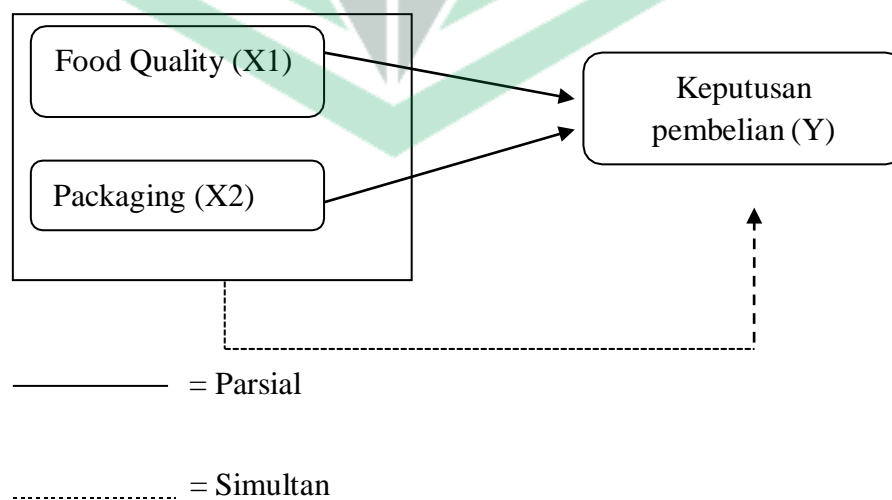 Food Quality (X1)
Keputusan
pembelian (Y)
Packaging (X2)
= Parsial
= Simultan